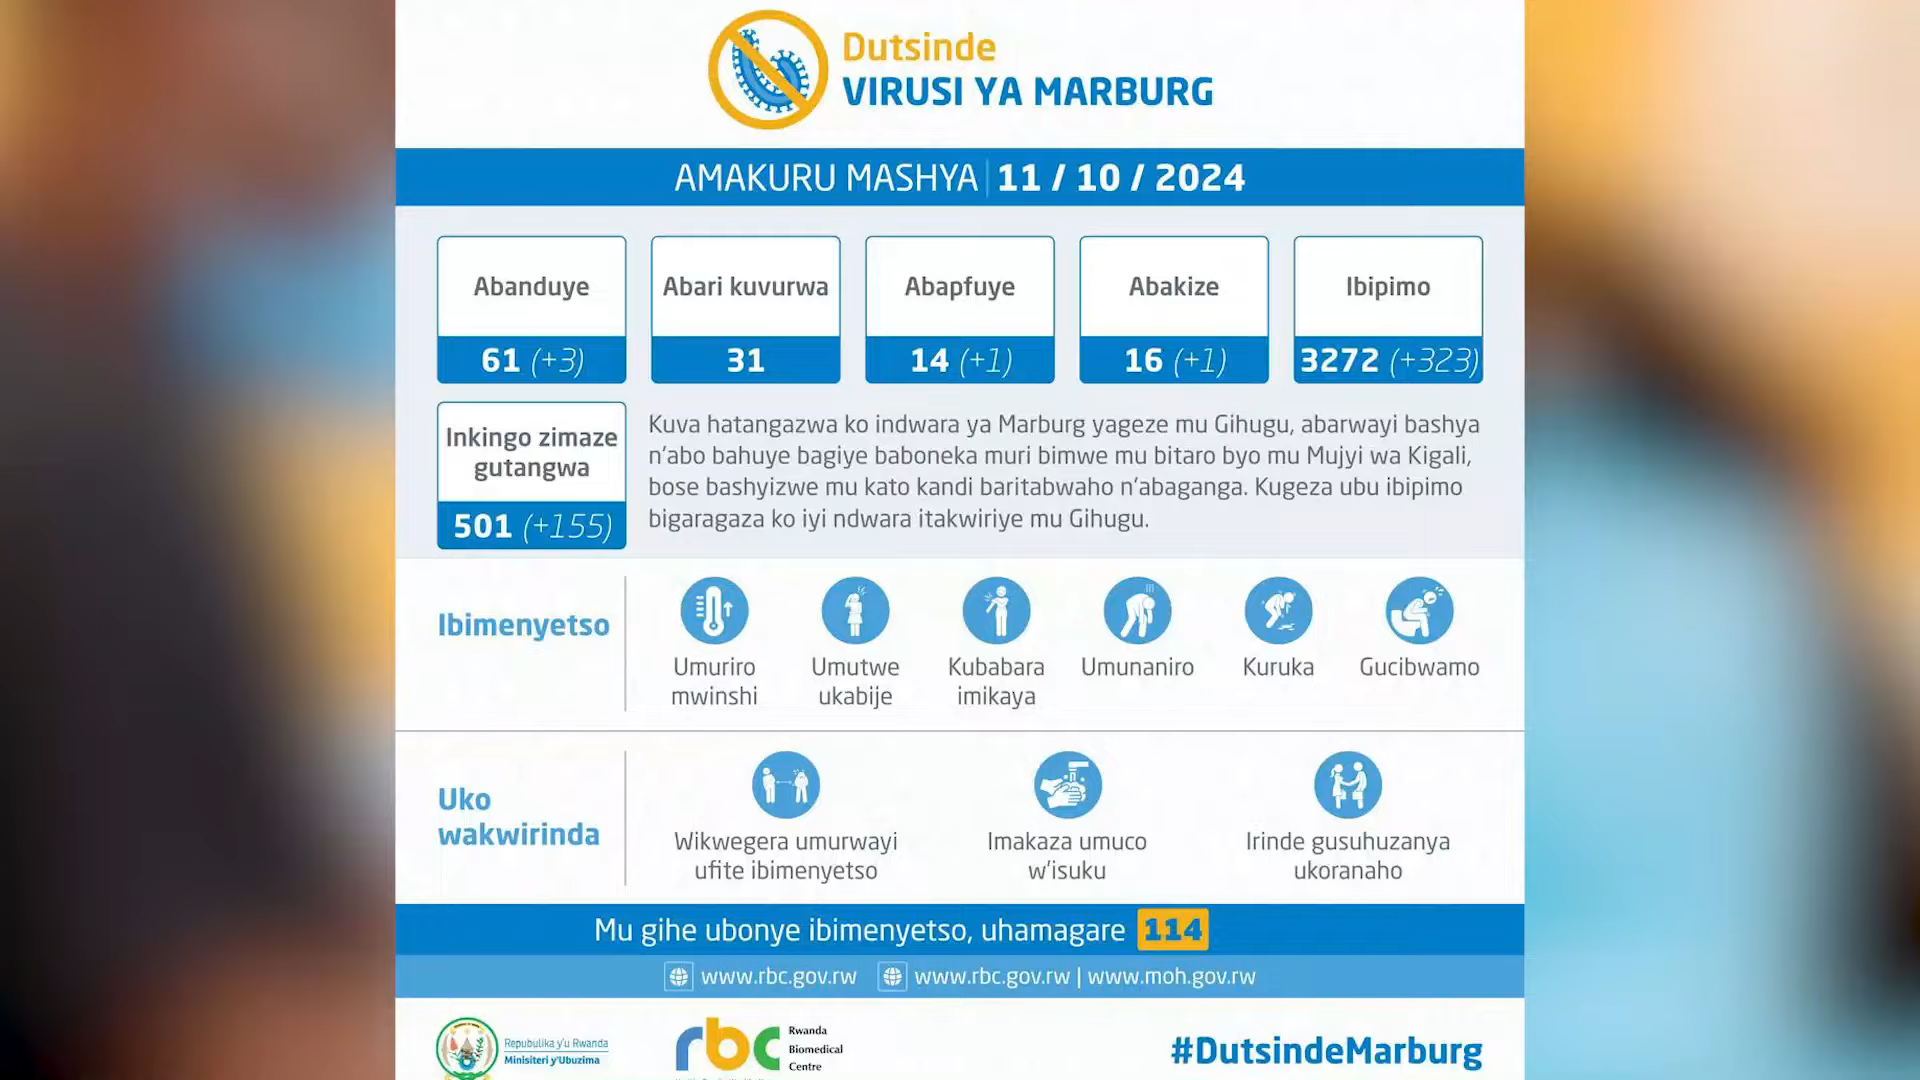 Dutsinde
VIRUSI YA MARBURG
AMAKURU MASHYA | 11 / 10 / 2024
Abanduye
61 (+3)
Abari kuvurwa
31
Abapfuye
14 (+1)
Abakize
16 (+1)
Ibipimo
3272 (+323)
Inkingo zimaze
gutangwa
501 (+155)
Kuva hatangazwa ko indwara ya Marburg yageze mu Gihugu, abarwayi bashya
n'abo bahuye bagiye baboneka muri bimwe mu bitaro byo mu Mujyi wa Kigali,
bose bashyizwe mu kato kandi baritabwaho n'abaganga. Kugeza ubu ibipimo
bigaragaza ko iyi ndwara itakwiriye mu Gihugu.
Ibimenyetso
Umuriro
mwinshi
Umutwe
ukabije
Kubabara
imikaya
Umunaniro
Kuruka
Gucibwamo
Uko
wakwirinda
Wikwegera umurwayi
ufite ibimenyetso
Imakaza umuco
w'isuku
Irinde gusuhuzanya
ukoranaho
Mu gihe ubonye ibimenyetso, uhamagare 114
www.rbc.gov.rw www.rbc.gov.rw | www.moh.gov.rw
Repubulika y'u Rwanda
Minisiteri y'Ubuzima
rbc
Rwanda
Biomedical
Centre
#DutsindeMarburg